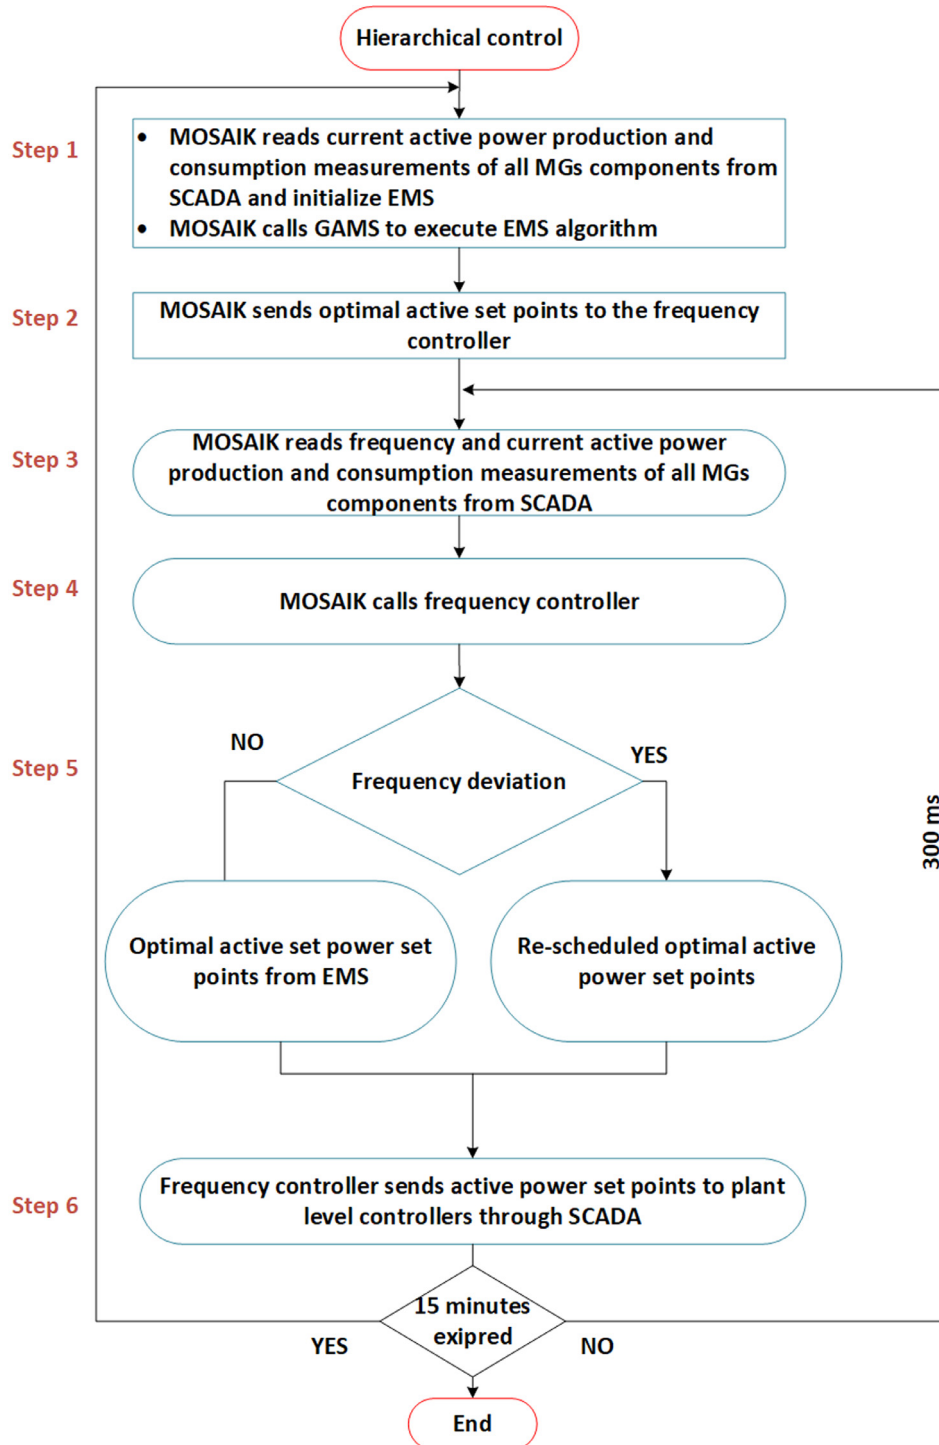 Hierarchical control
Step 1
• MOSAIK reads current active power production and
consumption measurements of all MGs components from
SCADA and initialize EMS
• MOSAIK calls GAMS to execute EMS algorithm
Step 2
MOSAIK sends optimal active set points to the frequency
controller
Step 3
MOSAIK reads frequency and current active power
production and consumption measurements of all MGs
components from SCADA
Step 4
MOSAIK calls frequency controller
NO
YES
Step 5
Frequency deviation
300 ms
Optimal active set power set
points from EMS
Re-scheduled optimal active
power set points
Step 6
Frequency controller sends active power set points to plant
level controllers through SCADA
15 minutes
exipred
YES
NO
End